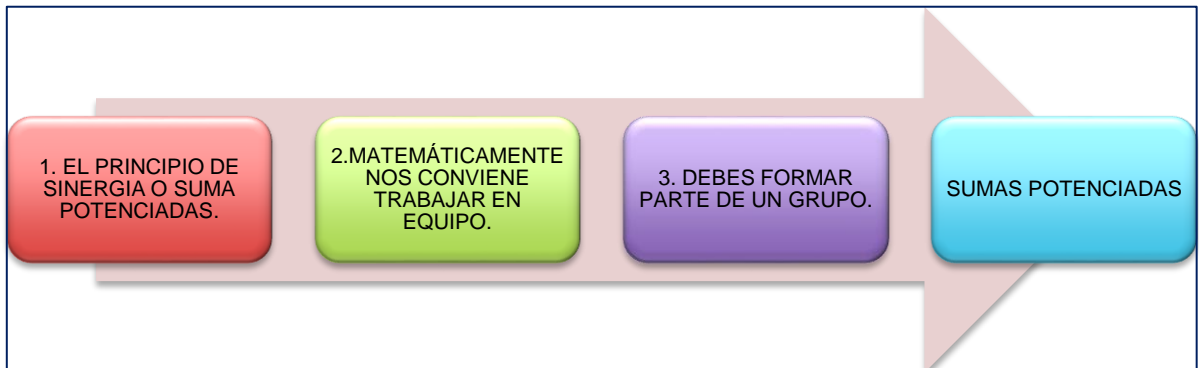 1. EL PRINCIPIO DE
SINERGIA O SUMA
POTENCIADAS.
2.MATEMÁTICAMENTE
NOS CONVIENE
TRABAJAR EN
EQUIPO.
3. DEBES FORMAR
PARTE DE UN GRUPO.
SUMAS POTENCIADAS